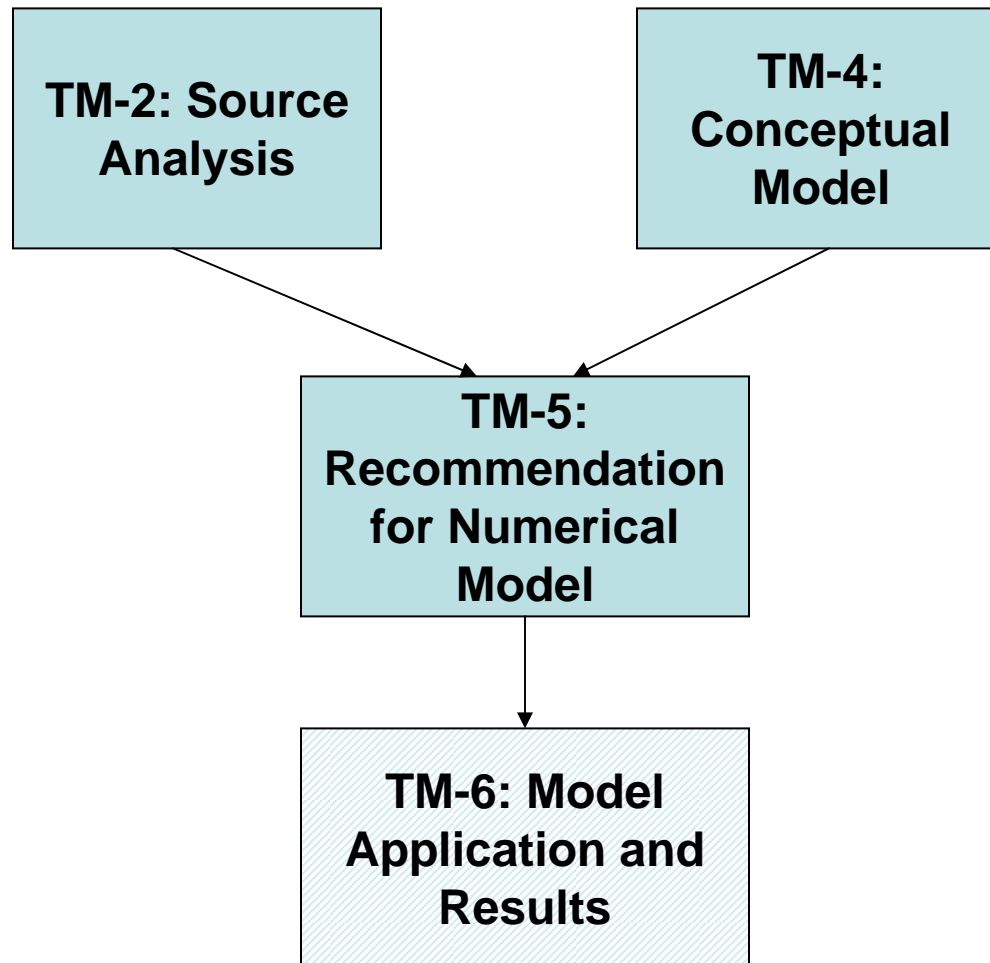 TM-2: Source
Analysis
TM-4:
Conceptual
Model
TM-5:
Recommendation
for Numerical
Model
TM-6: Model
Application and
Results